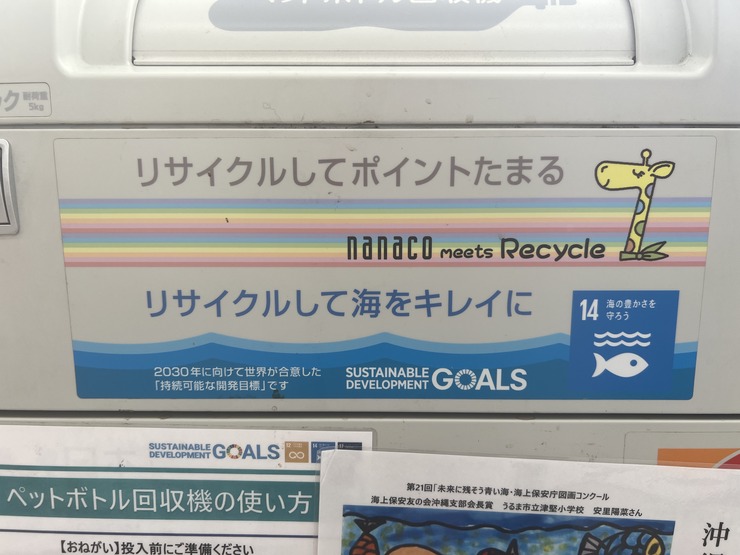 ック 耐荷重
5kg
リサイクルしてポイントたまる
nanaco meets Recycle
リサイクルして海をキレイに
14 海の豊かさを
守ろう
2030年に向けて世界が合意した
「持続可能な開発目標」です
SUSTAINABLE
DEVELOPMENT GOALS
SUSTAINABLE
DEVELOPMENT GOALS
ペットボトル回収機の使い方
【おねがい】投入前にご準備ください
第21回「未来に残そう青い海・海上保安庁図画コンクール
海上保安友の会沖縄支部会長賞 うるま市立津堅小学校 安里陽菜さん
沖